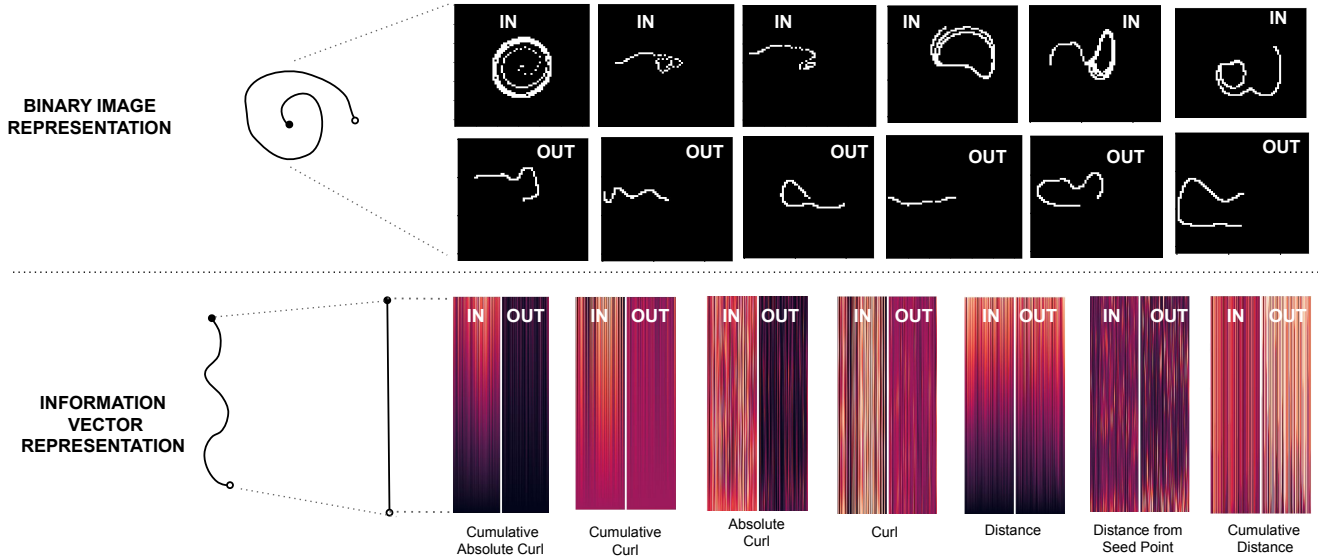 IN
IN
IN
IN
IN
IN
BINARY IMAGE
REPRESENTATION
OUT
OUT
OUT
OUT
OUT
OUT
IN OUT
IN OUT
IN OUT
IN OUT
IN OUT
IN OUT
IN OUT
INFORMATION
VECTOR
REPRESENTATION
Cumulative
Absolute Curl
Cumulative
Curl
Absolute
Curl
Curl
Distance
Distance from
Seed Point
Cumulative
Distance